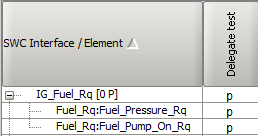 SWC Interface / Element
Delegate test
IG_Fuel_Rq [0 P] p
Fuel_Rq:Fuel_Pressure_Rq p
Fuel_Rq:Fuel_Pump_On_Rq p